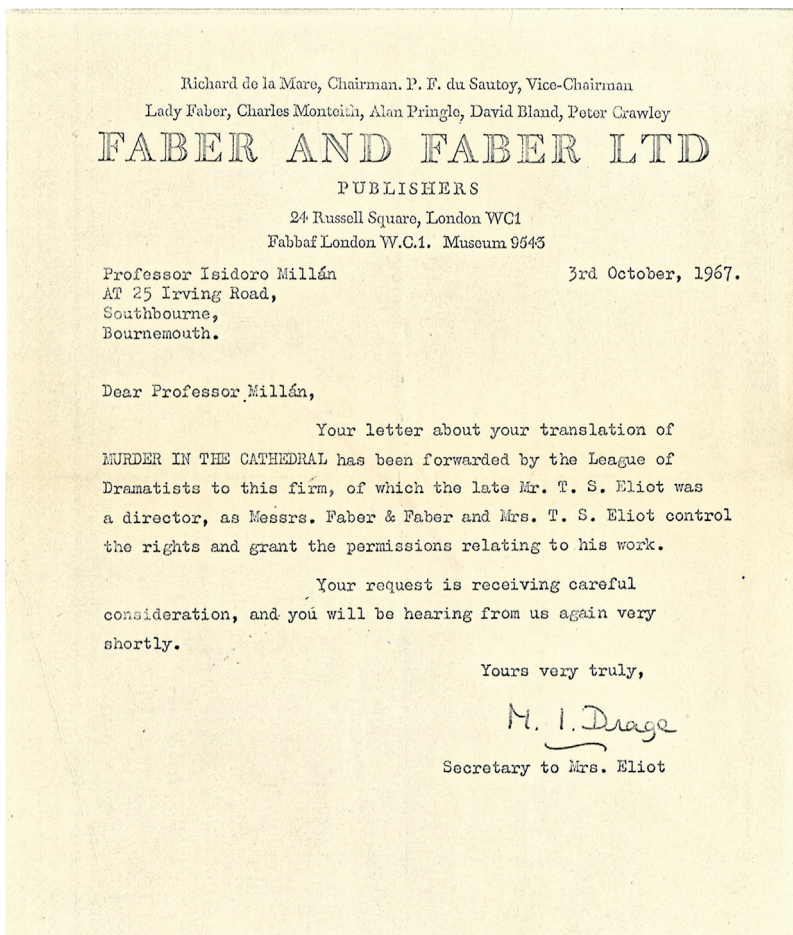 Richard de la Mare, Chairman. P. F. du Sautoy, Vice-Chairman
Lady Faber, Charles Monteith, Alan Pringle, David Bland, Peter Crawley
FABER AND FABER LTD
PUBLISHERS
24 Russell Square, London WC1
Fabbaf London W.C.1. Museum 9543
Professor Isidoro Millán 3rd October, 1967.
AT 25 Irving Road,
Southbourne,
Bournemouth.
Dear Professor Millán,
Your letter about your translation of
MURDER IN THE CATHEDRAL has been forwarded by the League of
Dramatists to this firm, of which the late Mr. T. S. Eliot was
a director, as Messrs. Faber & Faber and Mrs. T. S. Eliot control
the rights and grant the permissions relating to his work.
Your request is receiving careful
consideration, and you will be hearing from us again very
shortly.
Yours very truly,
M. I. Drage
Secretary to Mrs. Eliot